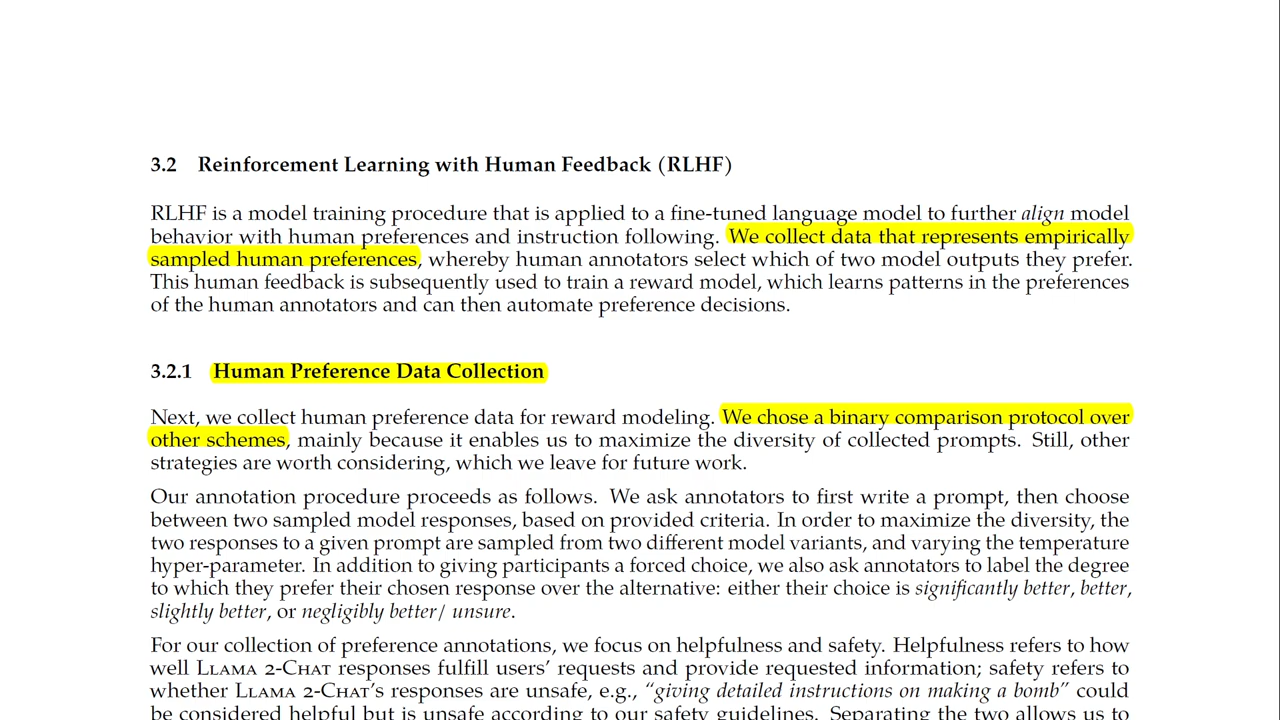 3.2 Reinforcement Learning with Human Feedback (RLHF)
RLHF is a model training procedure that is applied to a fine-tuned language model to further align model
behavior with human preferences and instruction following. We collect data that represents empirically
sampled human preferences, whereby human annotators select which of two model outputs they prefer.
This human feedback is subsequently used to train a reward model, which learns patterns in the preferences
of the human annotators and can then automate preference decisions.
3.2.1 Human Preference Data Collection
Next, we collect human preference data for reward modeling. We chose a binary comparison protocol over
other schemes, mainly because it enables us to maximize the diversity of collected prompts. Still, other
strategies are worth considering, which we leave for future work.
Our annotation procedure proceeds as follows. We ask annotators to first write a prompt, then choose
between two sampled model responses, based on provided criteria. In order to maximize the diversity, the
two responses to a given prompt are sampled from two different model variants, and varying the temperature
hyper-parameter. In addition to giving participants a forced choice, we also ask annotators to label the degree
to which they prefer their chosen response over the alternative: either their choice is significantly better, better,
slightly better, or negligibly better/ unsure.
For our collection of preference annotations, we focus on helpfulness and safety. Helpfulness refers to how
well Llama 2-Chat responses fulfill users' requests and provide requested information; safety refers to
whether Llama 2-Chat's responses are unsafe, e.g., "giving detailed instructions on making a bomb" could
be considered helpful but is unsafe according to our safety guidelines. Separating the two allows us to